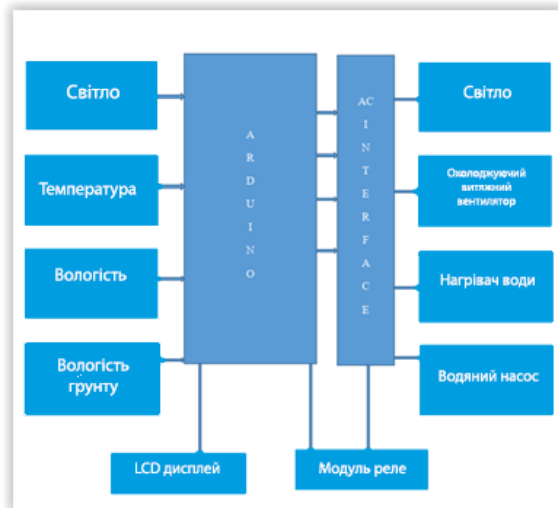 Світло
Температура
Вологість
Вологість
грунту
A
R
D
U
I
N
O
AC
I
N
T
E
R
F
A
C
E
Світло
Охолоджуючий
витяжний
вентилятор
Нагрівач води
Водяний насос
LCD дисплей
Модуль реле